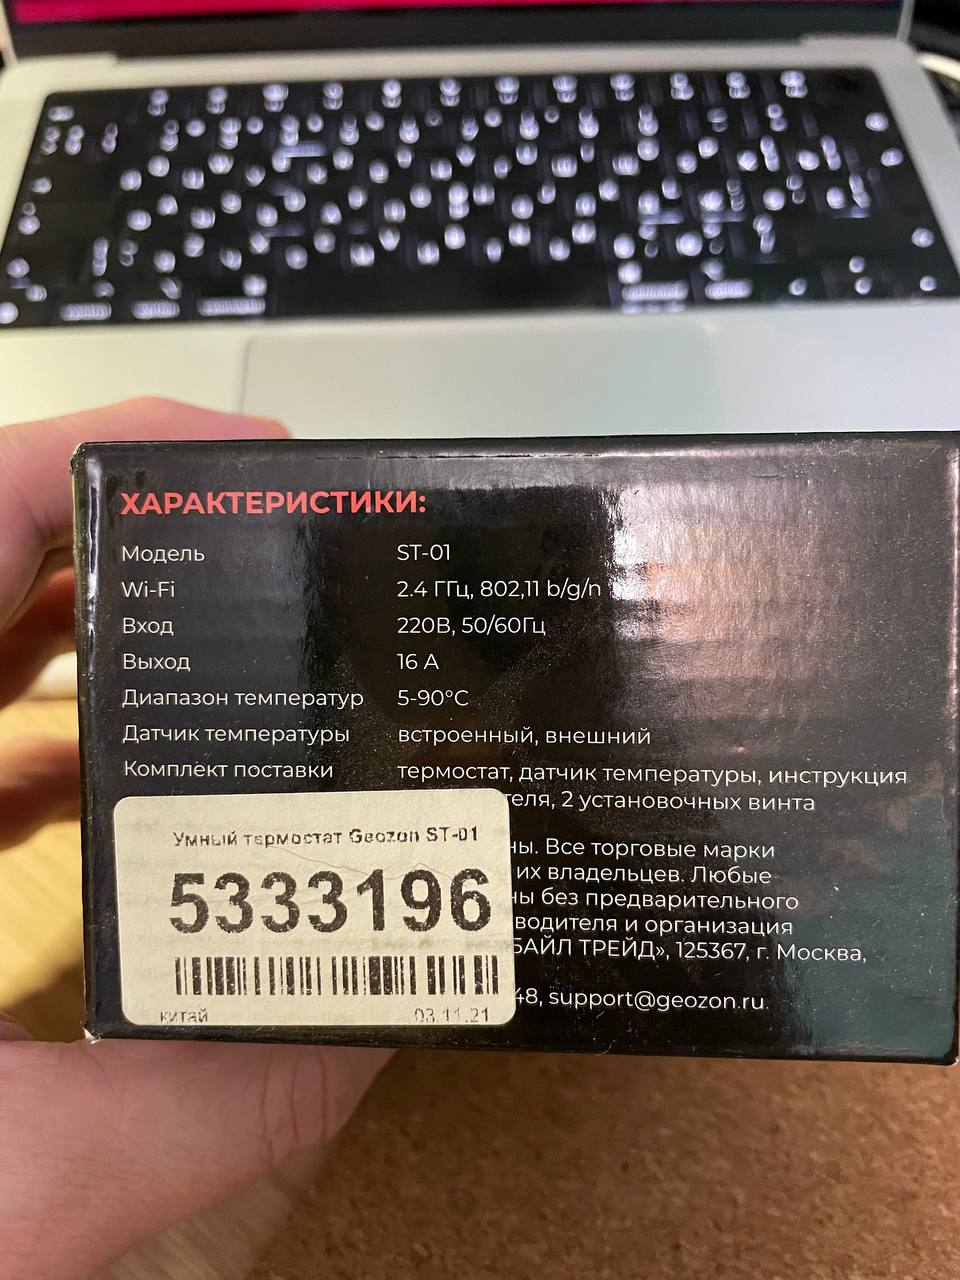 ХАРАКТЕРИСТИКИ:
Модель ST-01
Wi-Fi 2.4 ГГц, 802,11 b/g/n
Вход 220В, 50/60Гц
Выход 16 А
Диапазон температур 5-90°C
Датчик температуры встроенный, внешний
Комплект поставки термостат, датчик температуры, инструкция
теля, 2 установочных винта
ны. Все торговые марки
их владельцев. Любые
ны без предварительного
водителя и организация
БАЙЛ ТРЕЙД», 125367, г. Москва,
48, support@geozon.ru.
Умный термостат Geozon ST-01
5333196
китай 03.11.21